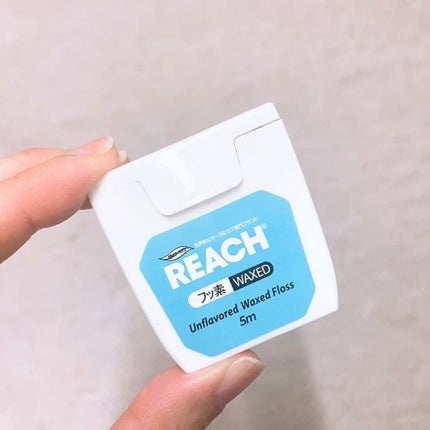 REACH®
フッ素 WAXED
Unflavored Waxed Floss
5m